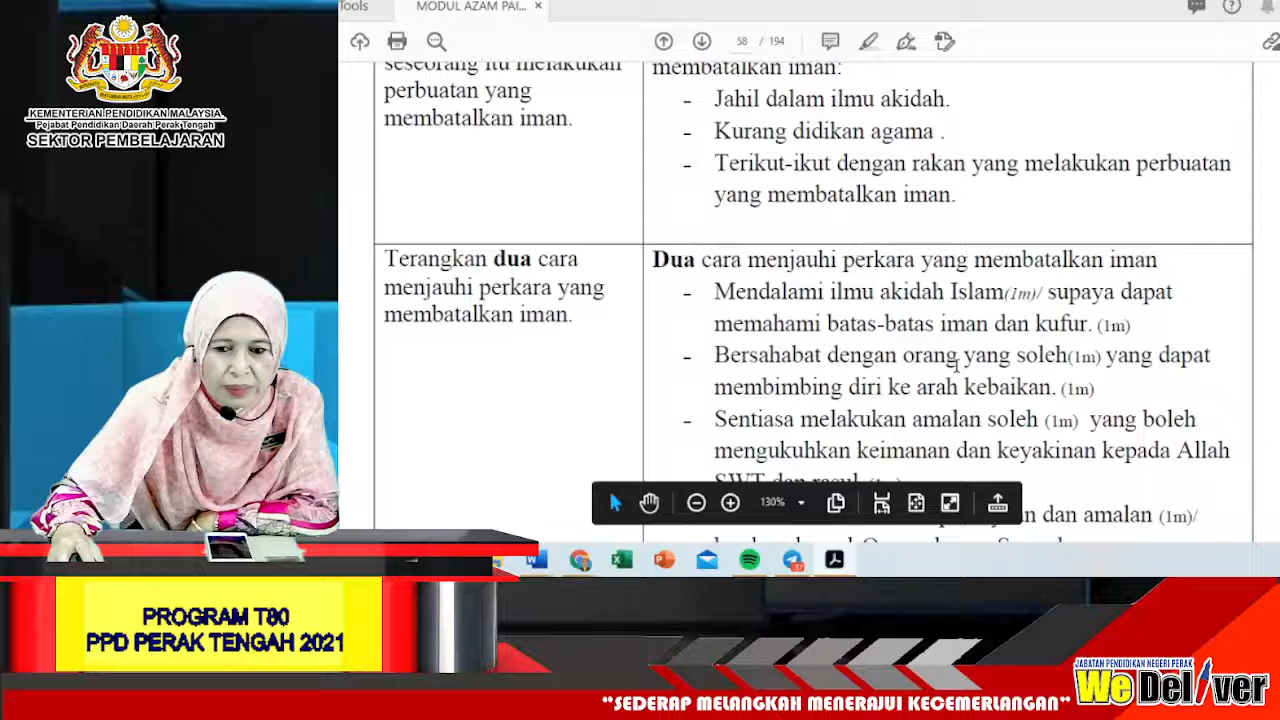 Tools
MODUL AZAM PAI... ×
58 / 194
KEMENTERIAN PENDIDIKAN MALAYSIA
Pejabat Pendidikan Daerah Perak Tengah
SEKTOR PEMBELAJARAN
seseorang itu melakukan
perbuatan yang
membatalkan iman.
membatalkan iman:
- Jahil dalam ilmu akidah.
- Kurang didikan agama .
- Terikut-ikut dengan rakan yang melakukan perbuatan
yang membatalkan iman.
Terangkan dua cara
menjauhi perkara yang
membatalkan iman.
Dua cara menjauhi perkara yang membatalkan iman
- Mendalami ilmu akidah Islam(1m)/ supaya dapat
memahami batas-batas iman dan kufur. (1m)
- Bersahabat dengan orang yang soleh(1m) yang dapat
membimbing diri ke arah kebaikan. (1m)
- Sentiasa melakukan amalan soleh (1m) yang boleh
mengukuhkan keimanan dan keyakinan kepada Allah
SWT dan rasul
130%
dan amalan (1m)/
PROGRAM T80
PPD PERAK TENGAH 2021
"SEDERAP MELANGKAH MENERAJUI KECEMERLANGAN"
JABATAN PENDIDIKAN NEGERI PERAK
We Deliver